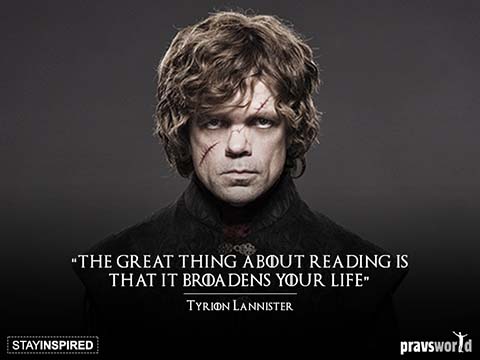 "THE GREAT THING ABOUT READING IS
THAT IT BROADENS YOUR LIFE"
TYRION LANNISTER
STAYINSPIRED
pravsworld